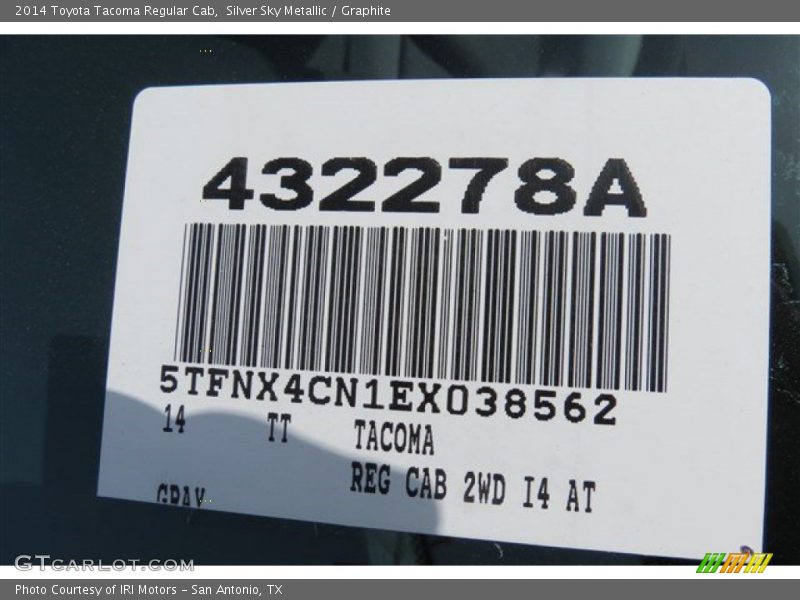 2014 Toyota Tacoma Regular Cab,  Silver Sky Metallic / Graphite
432278A
5TFNX4CN1EX038562
14 TT TACOMA
REG CAB 2WD I4 AT
GRAY
GTcarlot.com
Photo Courtesy of IRI Motors - San Antonio, TX